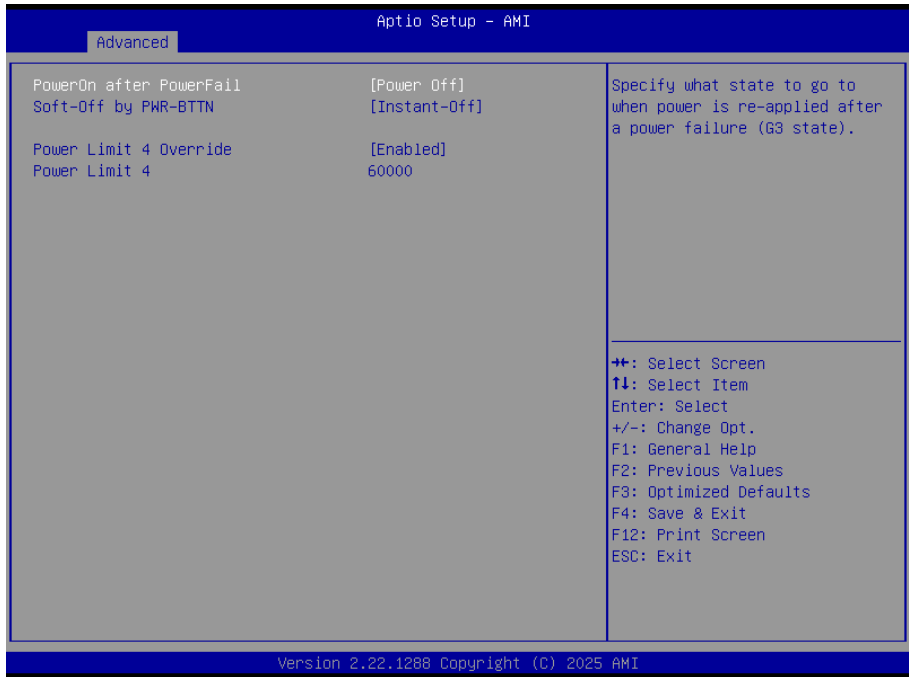 Aptio Setup - AMI
Advanced
PowerOn after PowerFail [Power Off]
Soft-Off by PWR-BTTN [Instant-Off]
Power Limit 4 Override [Enabled]
Power Limit 4 60000
Specify what state to go to
when power is re-applied after
a power failure (G3 state).
→←: Select Screen
↑↓: Select Item
Enter: Select
+/-: Change Opt.
F1: General Help
F2: Previous Values
F3: Optimized Defaults
F4: Save & Exit
F12: Print Screen
ESC: Exit
Version 2.22.1288 Copyright (C) 2025 AMI